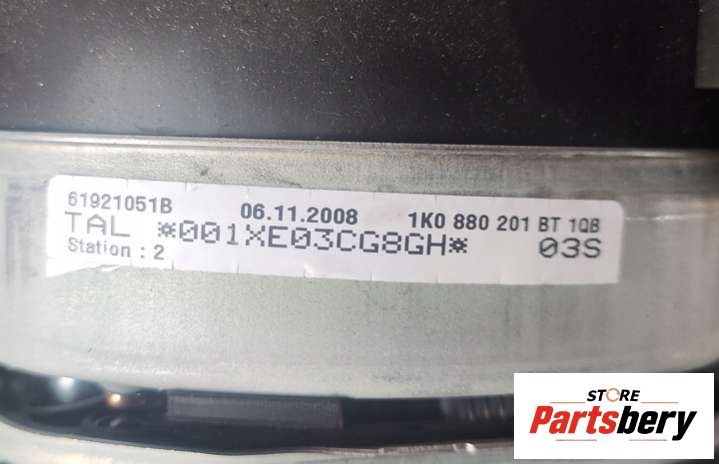 61921051B 06.11.2008 1K0 880 201 BT 1QB
TAL *001XE03CG8GH* 03S
Station : 2
STORE
Partsbery